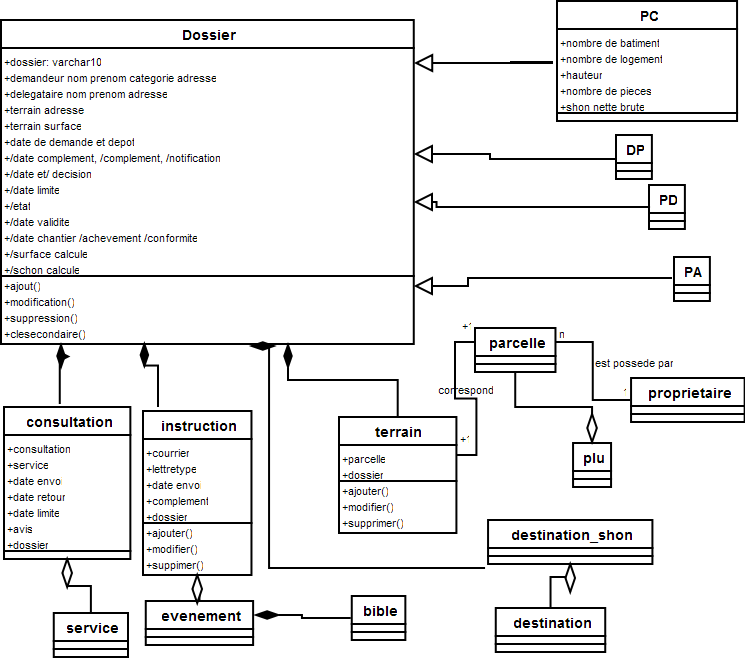 Dossier
+dossier: varchar10
+demandeur nom prenom categorie adresse
+delegataire nom prenom adresse
+terrain adresse
+terrain surface
+date de demande et depot
+/date complement, /complement, /notification
+/date et/ decision
+/date limite
+/etat
+/date validite
+/date chantier /achevement /conformite
+/surface calcule
+/schon calcule
+ajout()
+modification()
+suppression()
+clesecondaire()
PC
+nombre de batiment
+nombre de logement
+hauteur
+nombre de pieces
+shon nette brute
DP
PD
PA
parcelle
n
est possede par
proprietaire
correspond
plu
consultation
+consultation
+service
+date envo
+date retour
+date limite
+avis
+dossier
instruction
+courrier
+lettretype
+date envoi
+complement
+dossier
+ajouter()
+modifier()
+suppimer()
terrain
+parcelle
+dossier
+ajouter()
+modifier()
+supprimer()
service
evenement
bible
destination_shon
destination